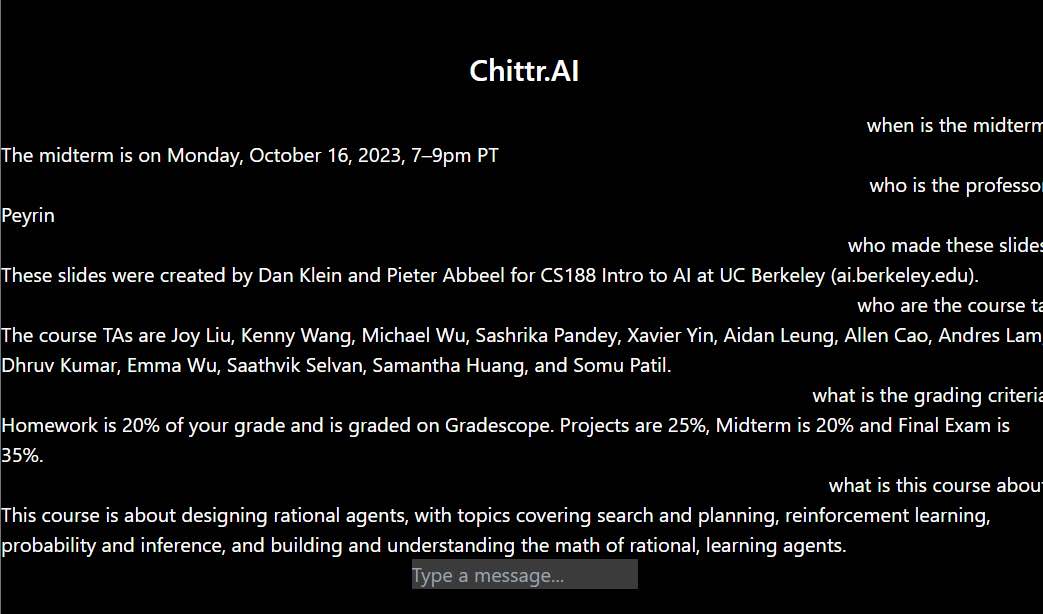 Chittr.AI
when is the midterm
The midterm is on Monday, October 16, 2023, 7–9pm PT
who is the professor
Peyrin
who made these slides
These slides were created by Dan Klein and Pieter Abbeel for CS188 Intro to AI at UC Berkeley (ai.berkeley.edu).
who are the course ta
The course TAs are Joy Liu, Kenny Wang, Michael Wu, Sashrika Pandey, Xavier Yin, Aidan Leung, Allen Cao, Andres Lam,
Dhruv Kumar, Emma Wu, Saathvik Selvan, Samantha Huang, and Somu Patil.
what is the grading criteria
Homework is 20% of your grade and is graded on Gradescope. Projects are 25%, Midterm is 20% and Final Exam is
35%.
what is this course about
This course is about designing rational agents, with topics covering search and planning, reinforcement learning,
probability and inference, and building and understanding the math of rational, learning agents.
Type a message...